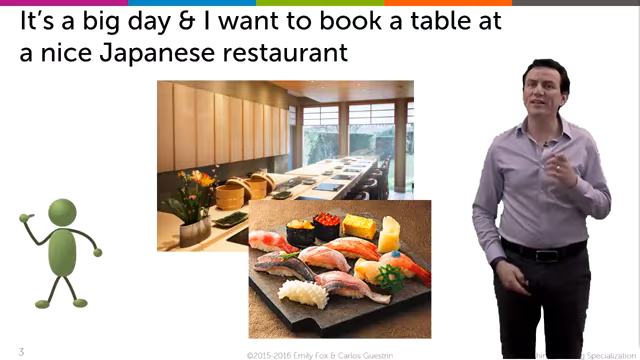 It's a big day & I want to book a table at
a nice Japanese restaurant
3
©2015-2016 Emily Fox & Carlos Guestrin
Specialization